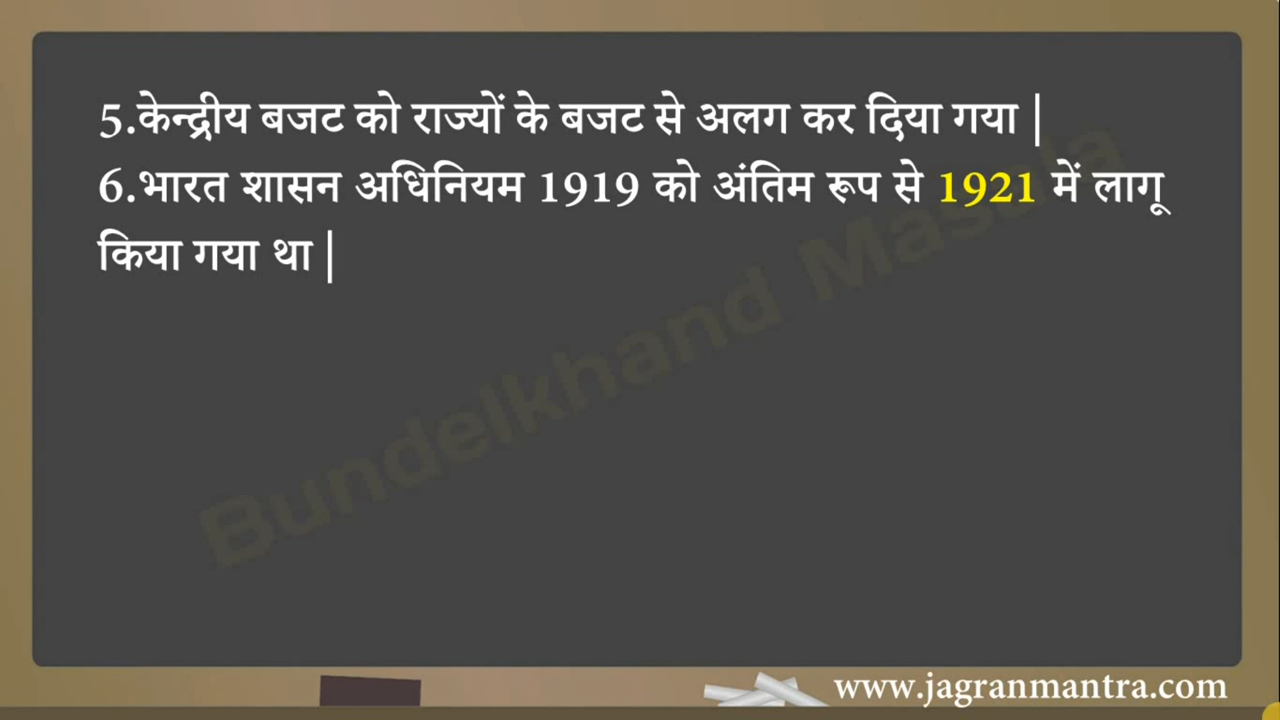 5.केन्द्रीय बजट को राज्यों के बजट से अलग कर दिया गया |
6.भारत शासन अधिनियम 1919 को अंतिम रूप से 1921 में लागू
किया गया था |
Bundelkhand Masala
www.jagranmantra.com